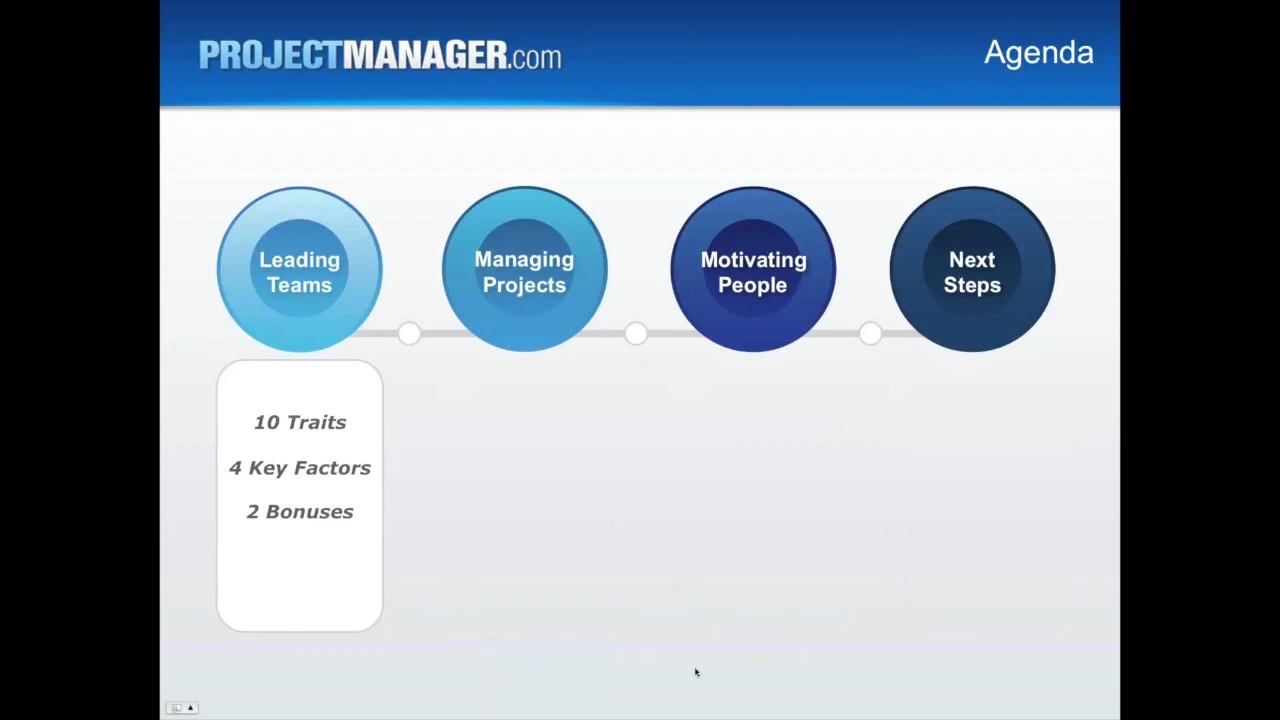 PROJECTMANAGER.com
Agenda
Leading
Teams
Managing
Projects
Motivating
People
Next
Steps
10 Traits
4 Key Factors
2 Bonuses